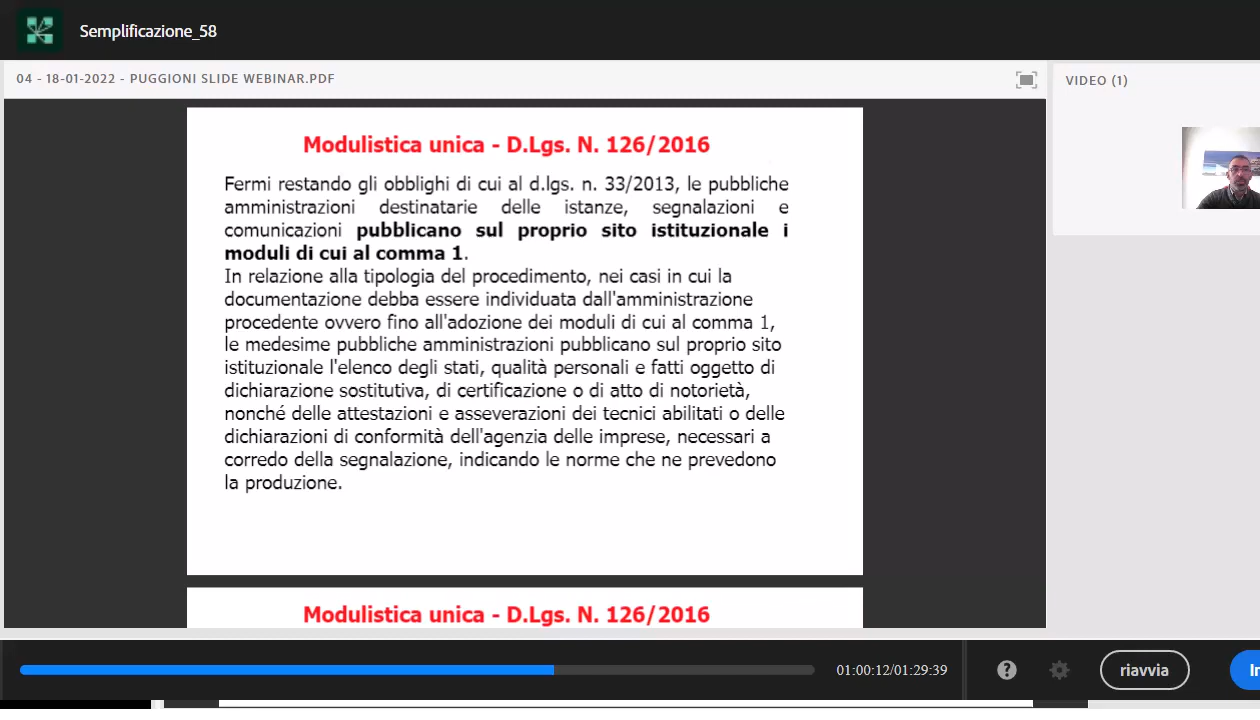 Semplificazione_58
04 - 18-01-2022 - PUGGIONI SLIDE WEBINAR.PDF
VIDEO (1)
Modulistica unica - D.Lgs. N. 126/2016
Fermi restando gli obblighi di cui al d.lgs. n. 33/2013, le pubbliche
amministrazioni destinatarie delle istanze, segnalazioni e
comunicazioni pubblicano sul proprio sito istituzionale i
moduli di cui al comma 1.
In relazione alla tipologia del procedimento, nei casi in cui la
documentazione debba essere individuata dall'amministrazione
procedente ovvero fino all'adozione dei moduli di cui al comma 1,
le medesime pubbliche amministrazioni pubblicano sul proprio sito
istituzionale l'elenco degli stati, qualità personali e fatti oggetto di
dichiarazione sostitutiva, di certificazione o di atto di notorietà,
nonché delle attestazioni e asseverazioni dei tecnici abilitati o delle
dichiarazioni di conformità dell'agenzia delle imprese, necessari a
corredo della segnalazione, indicando le norme che ne prevedono
la produzione.
Modulistica unica - D.Lgs. N. 126/2016
01:00:12/01:29:39
?
riavvia